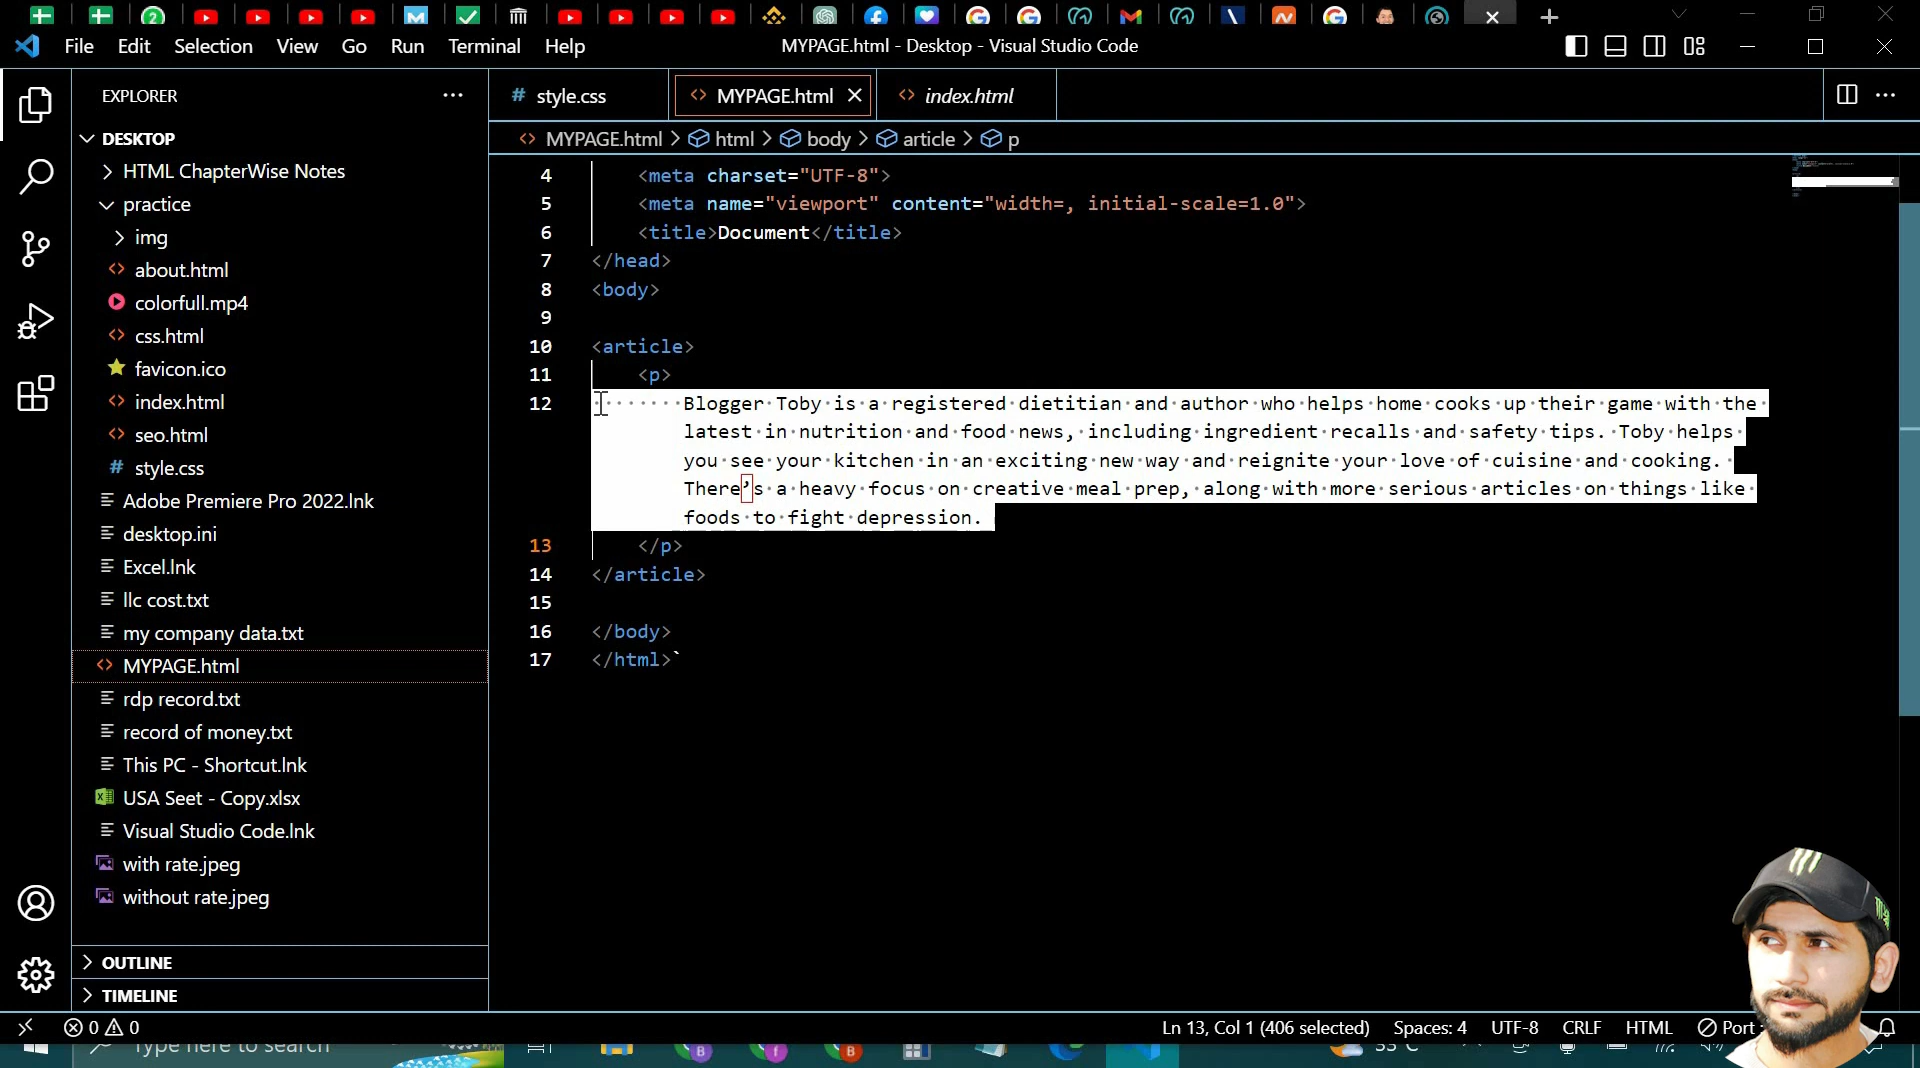 File Edit Selection View Go Run Terminal Help
MYPAGE.html - Desktop - Visual Studio Code
EXPLORER
DESKTOP
HTML ChapterWise Notes
practice
img
about.html
colorfull.mp4
css.html
favicon.ico
index.html
seo.html
style.css
Adobe Premiere Pro 2022.lnk
desktop.ini
Excel.lnk
llc cost.txt
my company data.txt
MYPAGE.html
rdp record.txt
record of money.txt
This PC - Shortcut.lnk
USA Seet - Copy.xlsx
Visual Studio Code.lnk
with rate.jpeg
without rate.jpeg
OUTLINE
TIMELINE
# style.css
<> MYPAGE.html
<> index.html
<> MYPAGE.html > html > body > article > p
4 <meta charset="UTF-8">
5 <meta name="viewport" content="width=, initial-scale=1.0">
6 <title>Document</title>
7 </head>
8 <body>
9
10 <article>
11 <p>
12 Blogger Toby is a registered dietitian and author who helps home cooks up their game with the
latest in nutrition and food news, including ingredient recalls and safety tips. Toby helps
you see your kitchen in an exciting new way and reignite your love of cuisine and cooking.
There’s a heavy focus on creative meal prep, along with more serious articles on things like
foods to fight depression.
13 </p>
14 </article>
15
16 </body>
17 </html>`
0 0
Ln 13, Col 1 (406 selected) Spaces: 4 UTF-8 CRLF HTML Port :
Type here to search
33°C